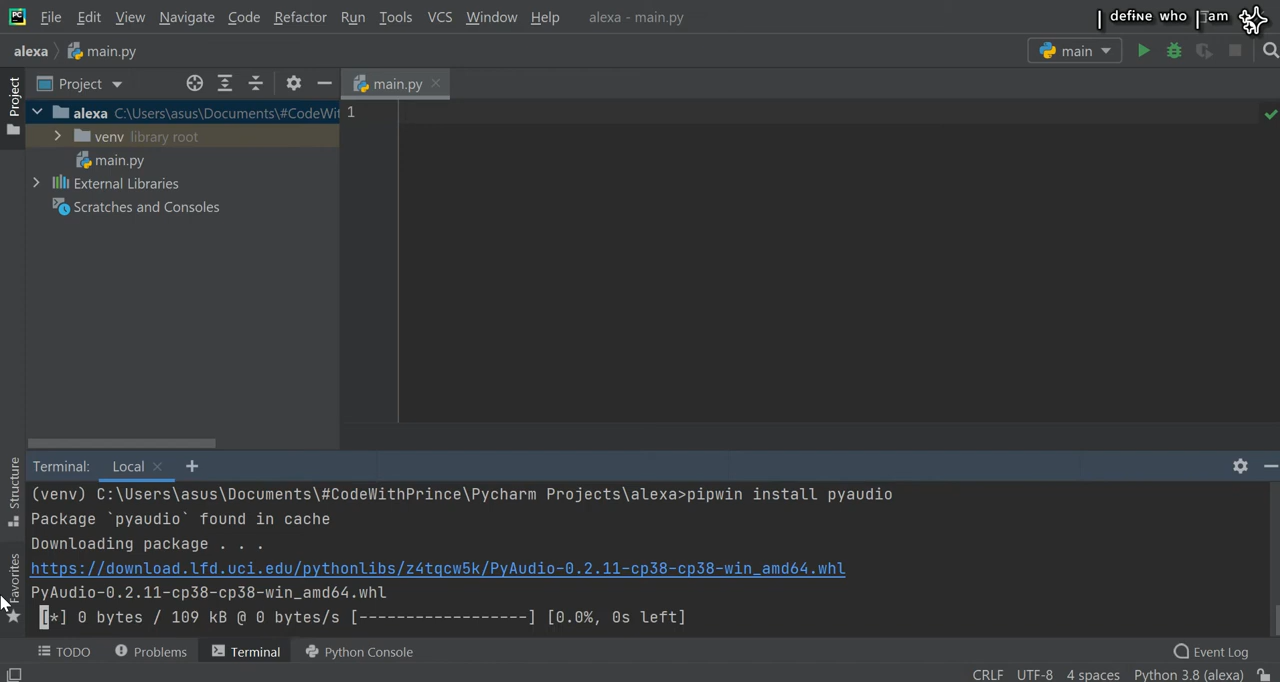 PC File Edit View Navigate Code Refactor Run Tools VCS Window Help alexa - main.py
define who I am
alexa main.py main
Project main.py
Project
alexa C:\Users\asus\Documents\#CodeWit 1
venv library root
main.py
External Libraries
Scratches and Consoles
Structure
Favorites
Terminal: Local
(venv) C:\Users\asus\Documents\#CodeWithPrince\Pycharm Projects\alexa>pipwin install pyaudio
Package `pyaudio` found in cache
Downloading package . . .
https://download.lfd.uci.edu/pythonlibs/z4tqcw5k/PyAudio-0.2.11-cp38-cp38-win_amd64.whl
PyAudio-0.2.11-cp38-cp38-win_amd64.whl
[*] 0 bytes / 109 kB @ 0 bytes/s [------------------] [0.0%, 0s left]
TODO Problems Terminal Python Console Event Log
CRLF UTF-8 4 spaces Python 3.8 (alexa)